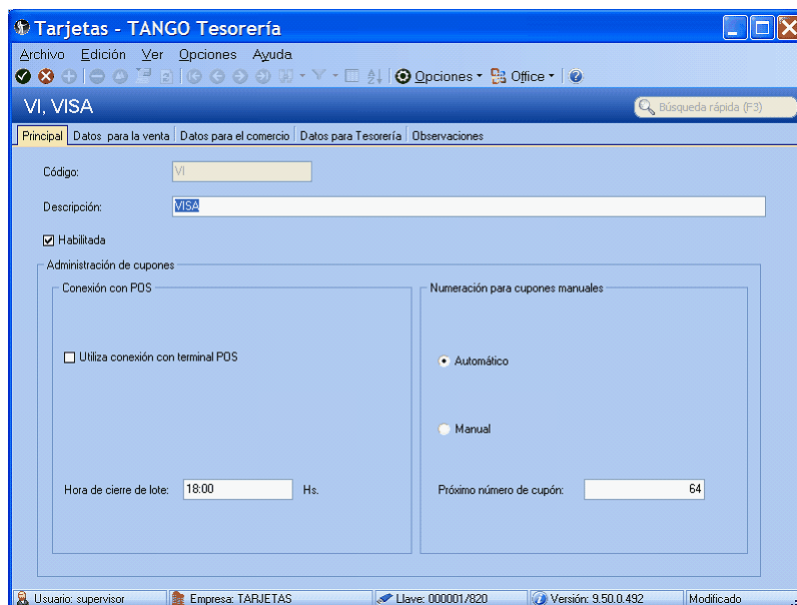 Tarjetas - TANGO Tesorería
Archivo Edición Ver Opciones Ayuda
Opciones Office
VI, VISA
Búsqueda rápida (F3)
Principal Datos para la venta Datos para el comercio Datos para Tesorería Observaciones
Código: VI
Descripción: VISA
Habilitada
Administración de cupones
Conexión con POS Numeración para cupones manuales
Utiliza conexión con terminal POS Automático
Manual
Hora de cierre de lote: 18:00 Hs. Próximo número de cupón: 64
Usuario: supervisor Empresa: TARJETAS Llave: 000001/820 Versión: 9.50.0.492 Modificado